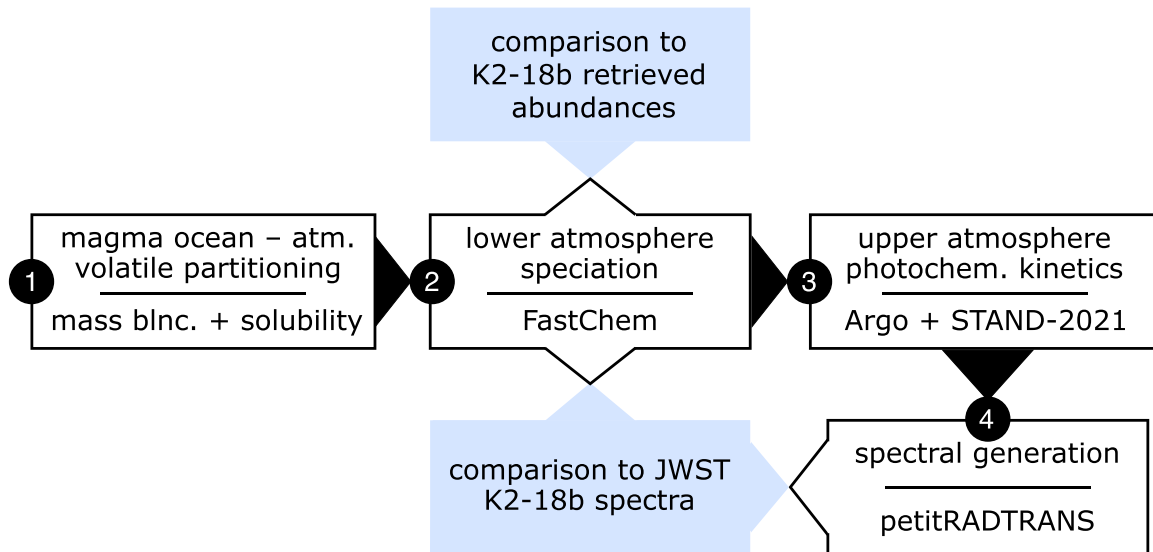 comparison to
K2-18b retrieved
abundances
1
magma ocean – atm.
volatile partitioning
mass blnc. + solubility
2
lower atmosphere
speciation
FastChem
3
upper atmosphere
photochem. kinetics
Argo + STAND-2021
4
spectral generation
petitRADTRANS
comparison to JWST
K2-18b spectra